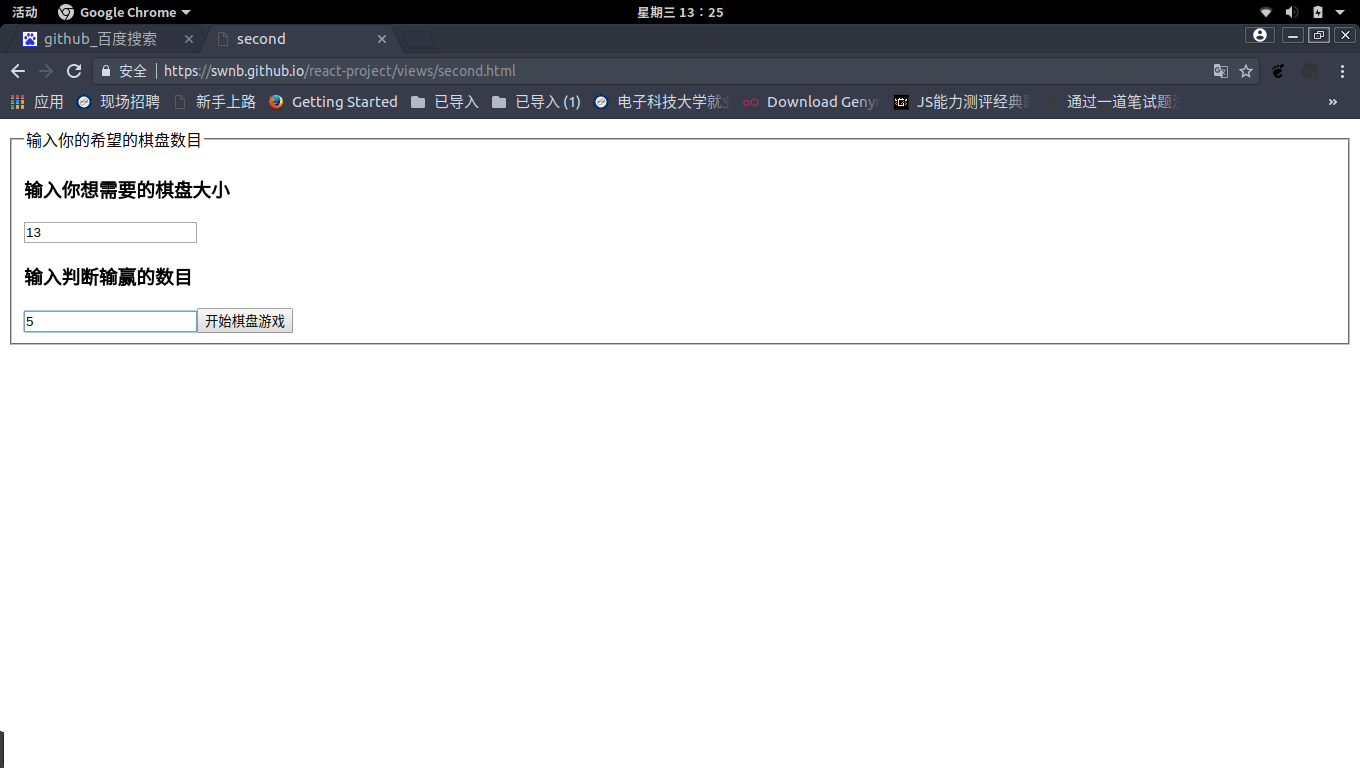 活动 Google Chrome 星期三 13：25
github_百度搜索 second
安全 https://swnb.github.io/react-project/views/second.html
应用 现场招聘 新手上路 Getting Started 已导入 已导入 (1) 电子科技大学就业 Download Geny JS能力测评经典 通过一道笔试题 »
输入你的希望的棋盘数目
输入你想需要的棋盘大小
13
输入判断输赢的数目
5 开始棋盘游戏